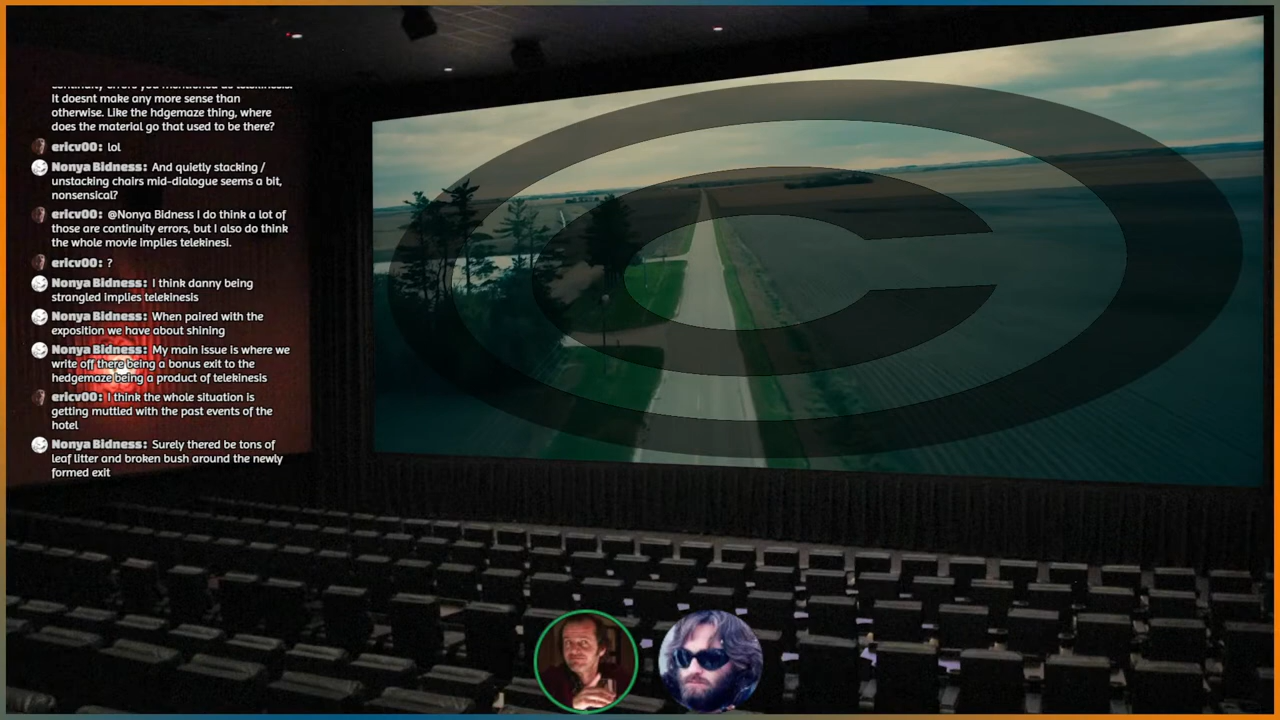 It doesnt make any more sense than
otherwise. Like the hdgemaze thing, where
does the material go that used to be there?
ericv00: lol
Nonya Bidness: And quietly stacking /
unstacking chairs mid-dialogue seems a bit,
nonsensical?
ericv00: @Nonya Bidness I do think a lot of
those are continuity errors, but I also do think
the whole movie implies telekinesi.
ericv00: ?
Nonya Bidness: I think danny being
strangled implies telekinesis
Nonya Bidness: When paired with the
exposition we have about shining
Nonya Bidness: My main issue is where we
write off there being a bonus exit to the
hedgemaze being a product of telekinesis
ericv00: I think the whole situation is
getting muttled with the past events of the
hotel
Nonya Bidness: Surely thered be tons of
leaf litter and broken bush around the newly
formed exit